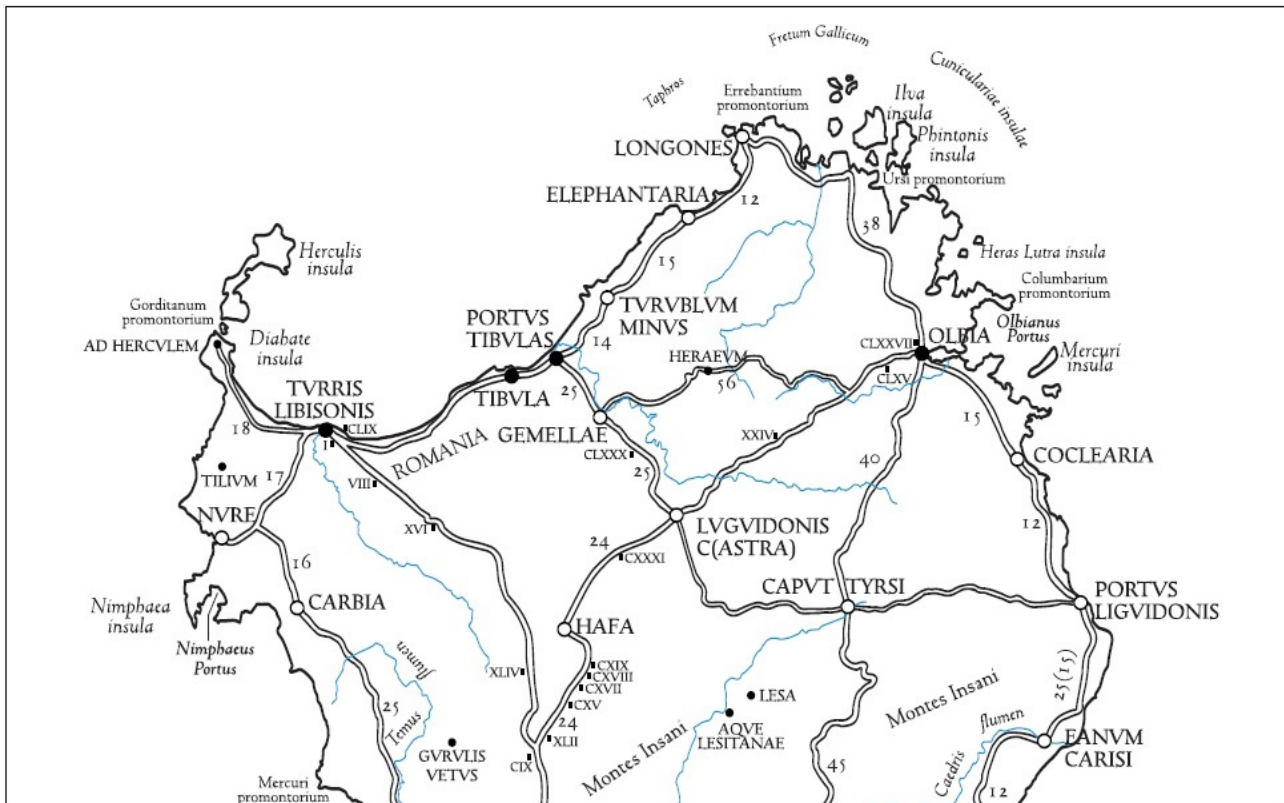 Fretum Gallicum
Cuniculariae insulae
Taphros
Errebantium
promontorium
Ilva
insula
LONGONES
Phintonis
insula
Ursi promontorium
ELEPHANTARIA
12
38
Herculis
insula
15
Heras Lutra insula
Columbarium
promontorium
Gorditanum
promontorium
Diabate
insula
PORTVS
TIBVLAS
TVRVBLVM
MINVS
14
Olbianus
Portus
AD HERCVLEM
HERAEVM
CLXXVII
OLBIA
Mercuri
insula
CLXV
56
TVRRIS
LIBISONIS
TIBVLA
25
15
18
CLIX
I
ROMANIA
GEMELLAE
XXIV
CLXXX
25
40
COCLEARIA
TILIVM
17
VIII
NVRE
XVI
LVGVIDONIS
C(ASTRA)
12
24
CXXXI
16
CARBIA
CAPVT TYRSI
PORTVS
LIGVIDONIS
Nimphaea
insula
Nimphaeus
Portus
HAFA
flumen
Temus
25
XLIV
CXIX
CXVIII
CXVII
CXV
24
XLII
CIX
LESA
AQVE
LESITANAE
Montes Insani
Montes Insani
25 (15)
flumen
Caedris
FANVM
CARISI
GVRVLIS
VETVS
45
12
Mercuri
promontorium